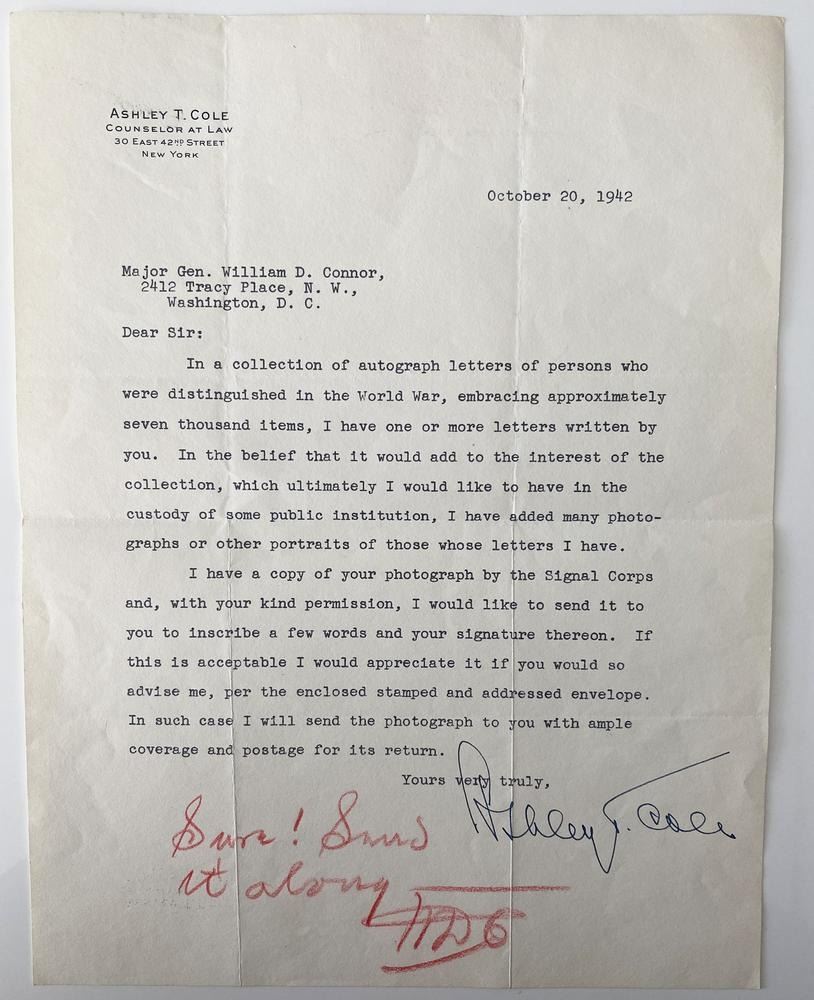 ASHLEY T. COLE
COUNSELOR AT LAW
30 EAST 42ND STREET
NEW YORK
October 20, 1942
Major Gen. William D. Connor,
2412 Tracy Place, N. W.,
Washington, D. C.
Dear Sir:
In a collection of autograph letters of persons who
were distinguished in the World War, embracing approximately
seven thousand items, I have one or more letters written by
you. In the belief that it would add to the interest of the
collection, which ultimately I would like to have in the
custody of some public institution, I have added many photo-
graphs or other portraits of those whose letters I have.
I have a copy of your photograph by the Signal Corps
and, with your kind permission, I would like to send it to
you to inscribe a few words and your signature thereon. If
this is acceptable I would appreciate it if you would so
advise me, per the enclosed stamped and addressed envelope.
In such case I will send the photograph to you with ample
coverage and postage for its return.
Yours very truly,
Ashley T. Cole
Sure! Send
it along